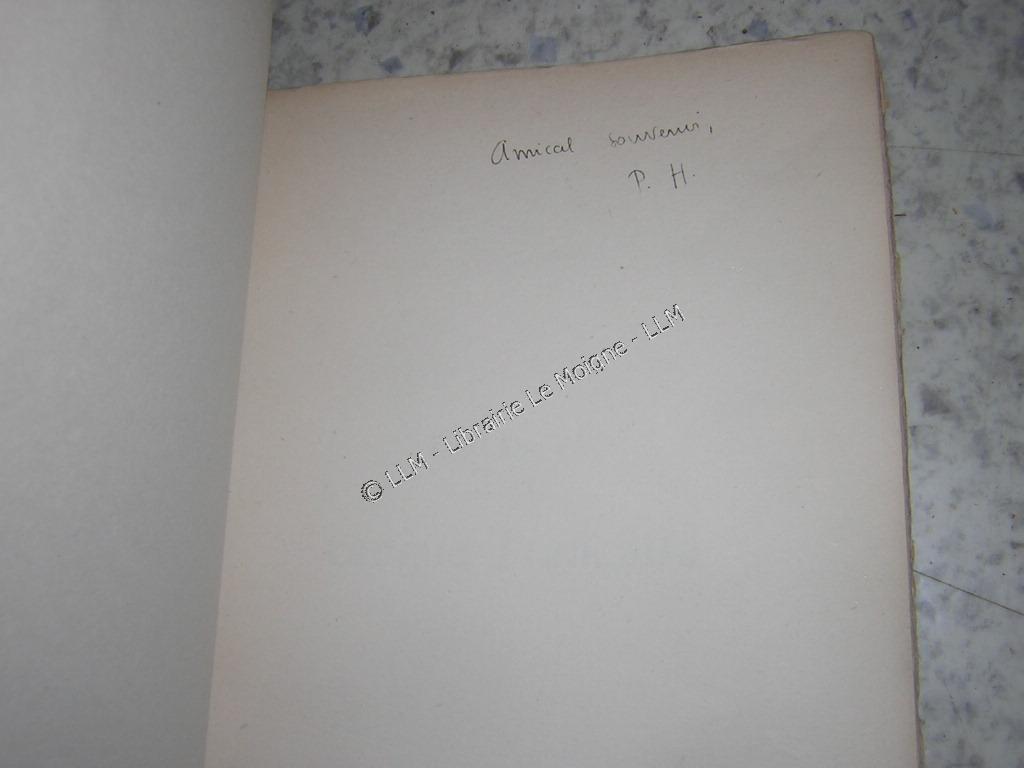 Amical souvenir,
P. H.
© LLM - Librairie Le Moigne - LLM